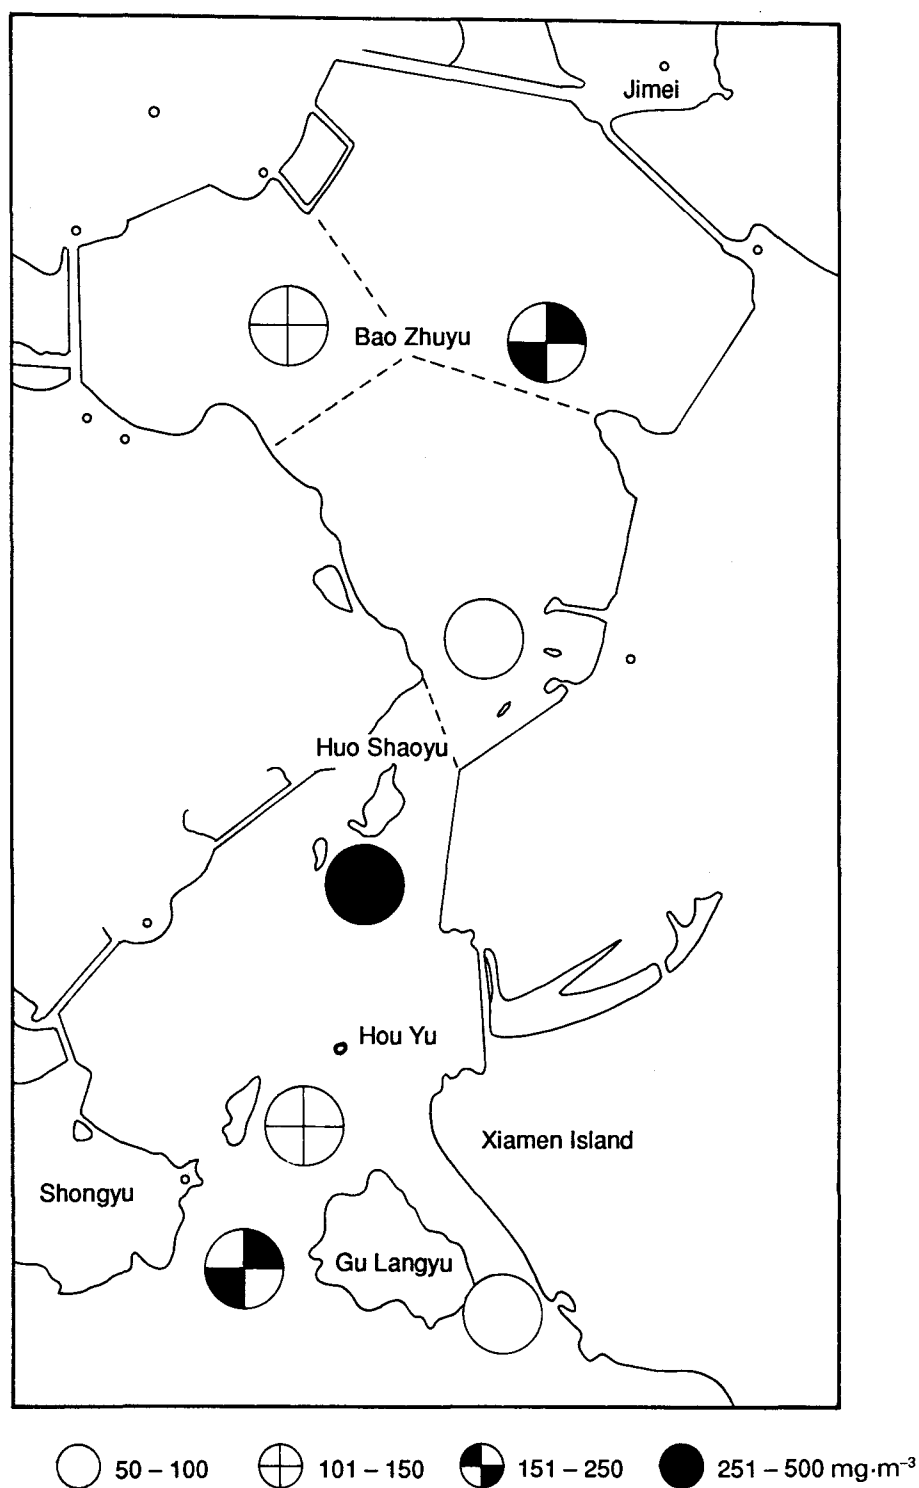 Jimei
Bao Zhuyu
Huo Shaoyu
Hou Yu
Xiamen Island
Shongyu
Gu Langyu
50 – 100
101 – 150
151 – 250
251 – 500 mg·m⁻³